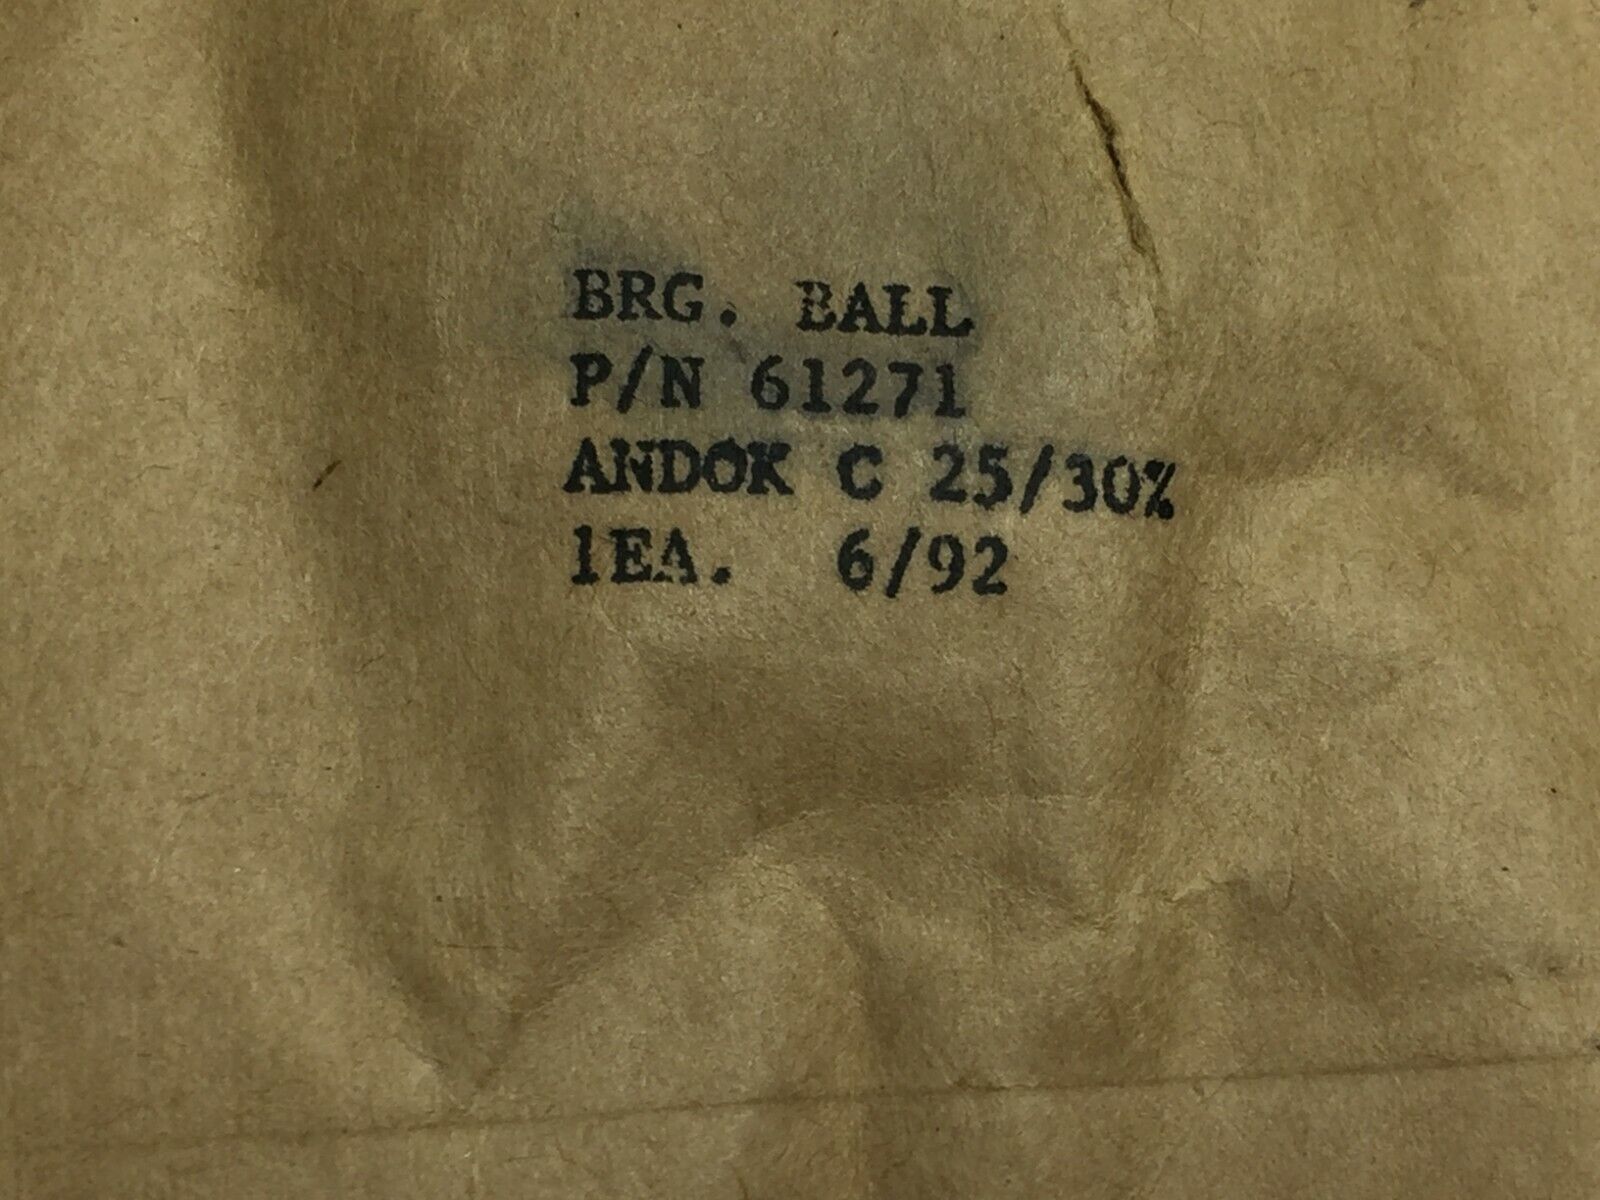 BRG. BALL
P/N 61271
ANDOK C 25/30%
1EA. 6/92